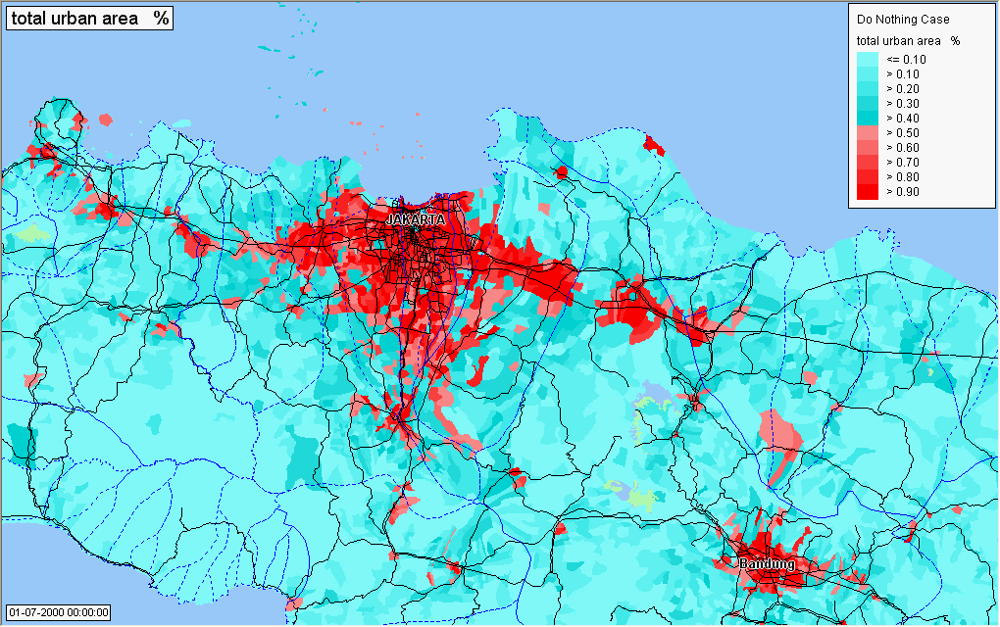 total urban area %
Do Nothing Case
total urban area %
<= 0.10
> 0.10
> 0.20
> 0.30
> 0.40
> 0.50
> 0.60
> 0.70
> 0.80
> 0.90
JAKARTA
Bandung
01-07-2000 00:00:00